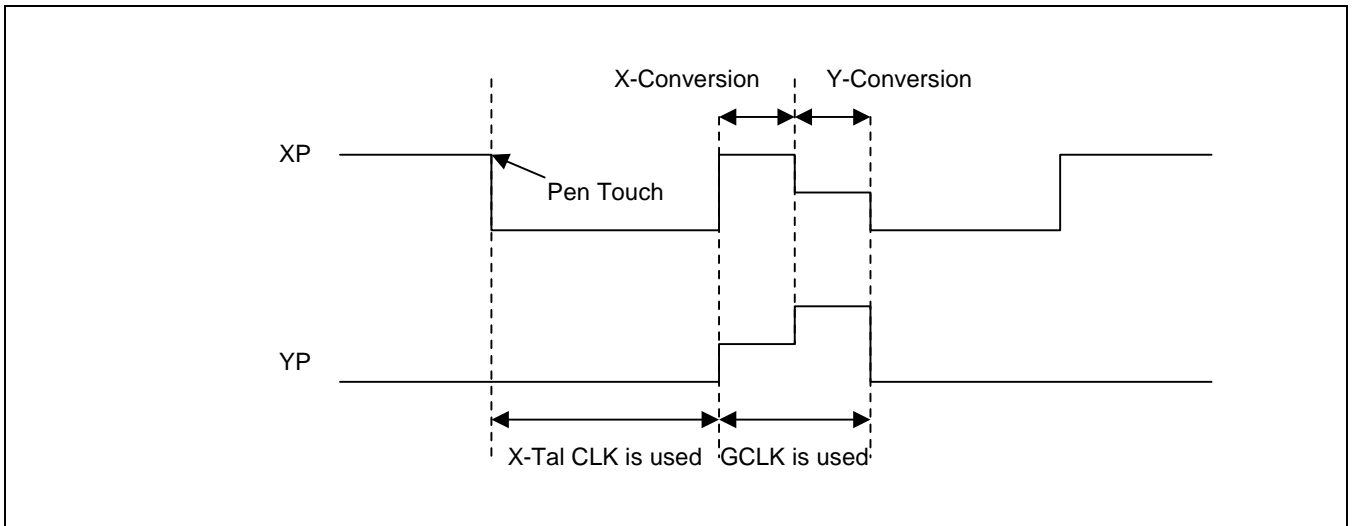 X-Conversion Y-Conversion
XP
Pen Touch
YP
X-Tal CLK is used GCLK is used